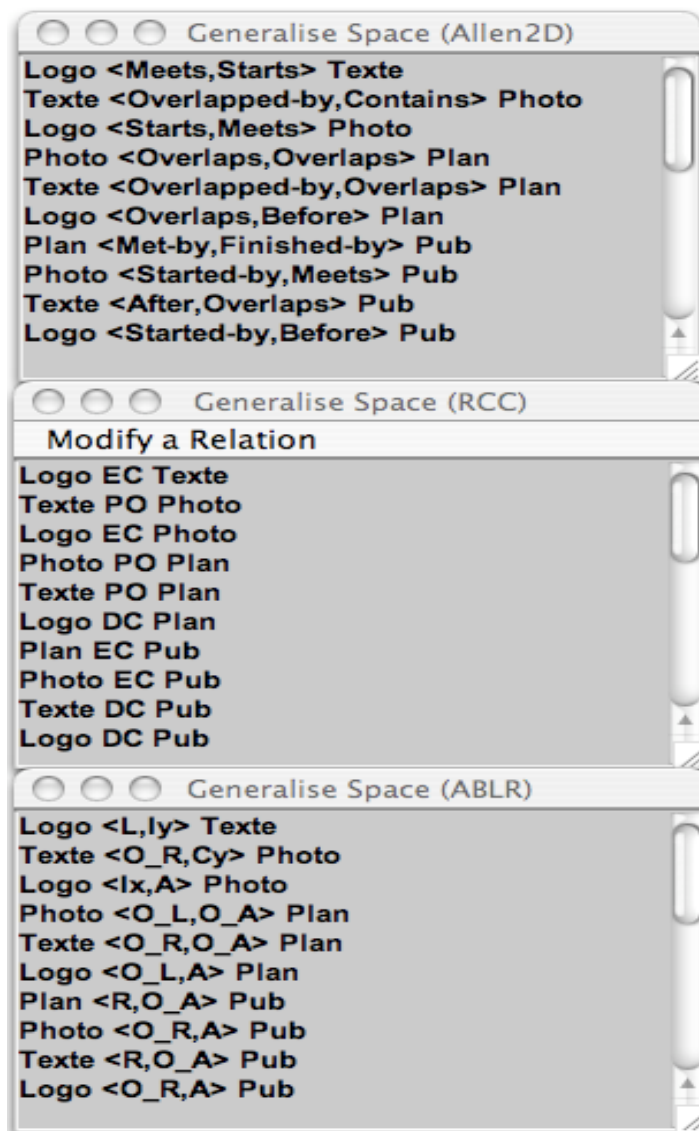 Generalise Space (Allen2D)
Logo <Meets,Starts> Texte
Texte <Overlapped-by,Contains> Photo
Logo <Starts,Meets> Photo
Photo <Overlaps,Overlaps> Plan
Texte <Overlapped-by,Overlaps> Plan
Logo <Overlaps,Before> Plan
Plan <Met-by,Finished-by> Pub
Photo <Started-by,Meets> Pub
Texte <After,Overlaps> Pub
Logo <Started-by,Before> Pub
Generalise Space (RCC)
Modify a Relation
Logo EC Texte
Texte PO Photo
Logo EC Photo
Photo PO Plan
Texte PO Plan
Logo DC Plan
Plan EC Pub
Photo EC Pub
Texte DC Pub
Logo DC Pub
Generalise Space (ABLR)
Logo <L,Iy> Texte
Texte <O_R,Cy> Photo
Logo <Ix,A> Photo
Photo <O_L,O_A> Plan
Texte <O_R,O_A> Plan
Logo <O_L,A> Plan
Plan <R,O_A> Pub
Photo <O_R,A> Pub
Texte <R,O_A> Pub
Logo <O_R,A> Pub